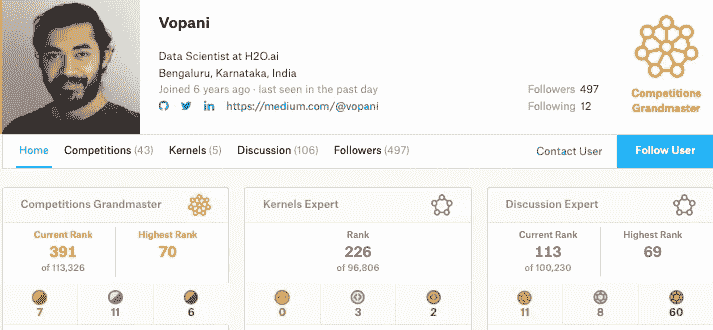 Vopani
Data Scientist at H2O.ai
Bengaluru, Karnataka, India
Joined 6 years ago · last seen in the past day
https://medium.com/@vopani
Followers 497
Following 12
Competitions
Grandmaster
Home Competitions (43) Kernels (5) Discussion (106) Followers (497) Contact User Follow User
Competitions Grandmaster
Current Rank Highest Rank
391 70
of 113,326
7 11 6
Kernels Expert
Rank
226
of 96,806
0 3 2
Discussion Expert
Current Rank Highest Rank
113 69
of 100,230
11 8 60